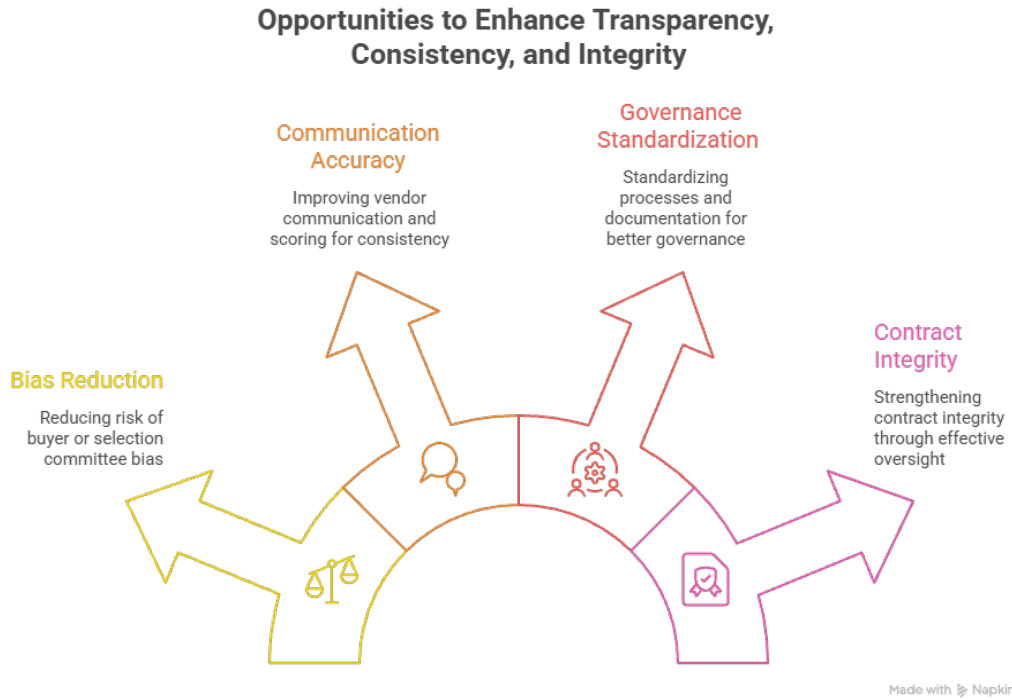 Opportunities to Enhance Transparency,
Consistency, and Integrity
Communication
Accuracy
Improving vendor
communication and
scoring for consistency
Governance
Standardization
Standardizing
processes and
documentation for
better governance
Bias Reduction
Reducing risk of
buyer or selection
committee bias
Contract
Integrity
Strengthening
contract integrity
through effective
oversight
Made with Napkin